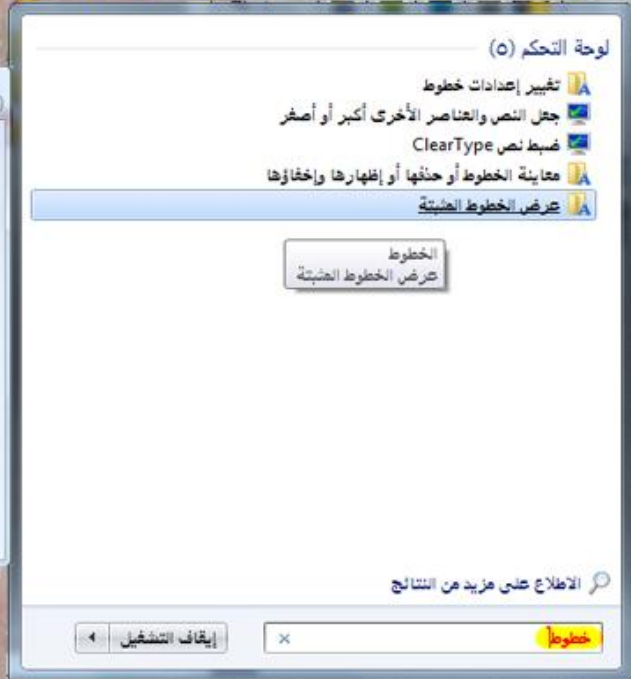 لوحة التحكم (٥)
تغيير إعدادات خطوط
جعل النص والعناصر الأخرى أكبر أو أصغر
ضبط نص ClearType
معاينة الخطوط أو حذفها أو إظهارها وإخفاؤها
عرض الخطوط المثبتة
الخطوط
عرض الخطوط المثبتة
الاطلاع على مزيد من النتائج
خطوط
إيقاف التشغيل